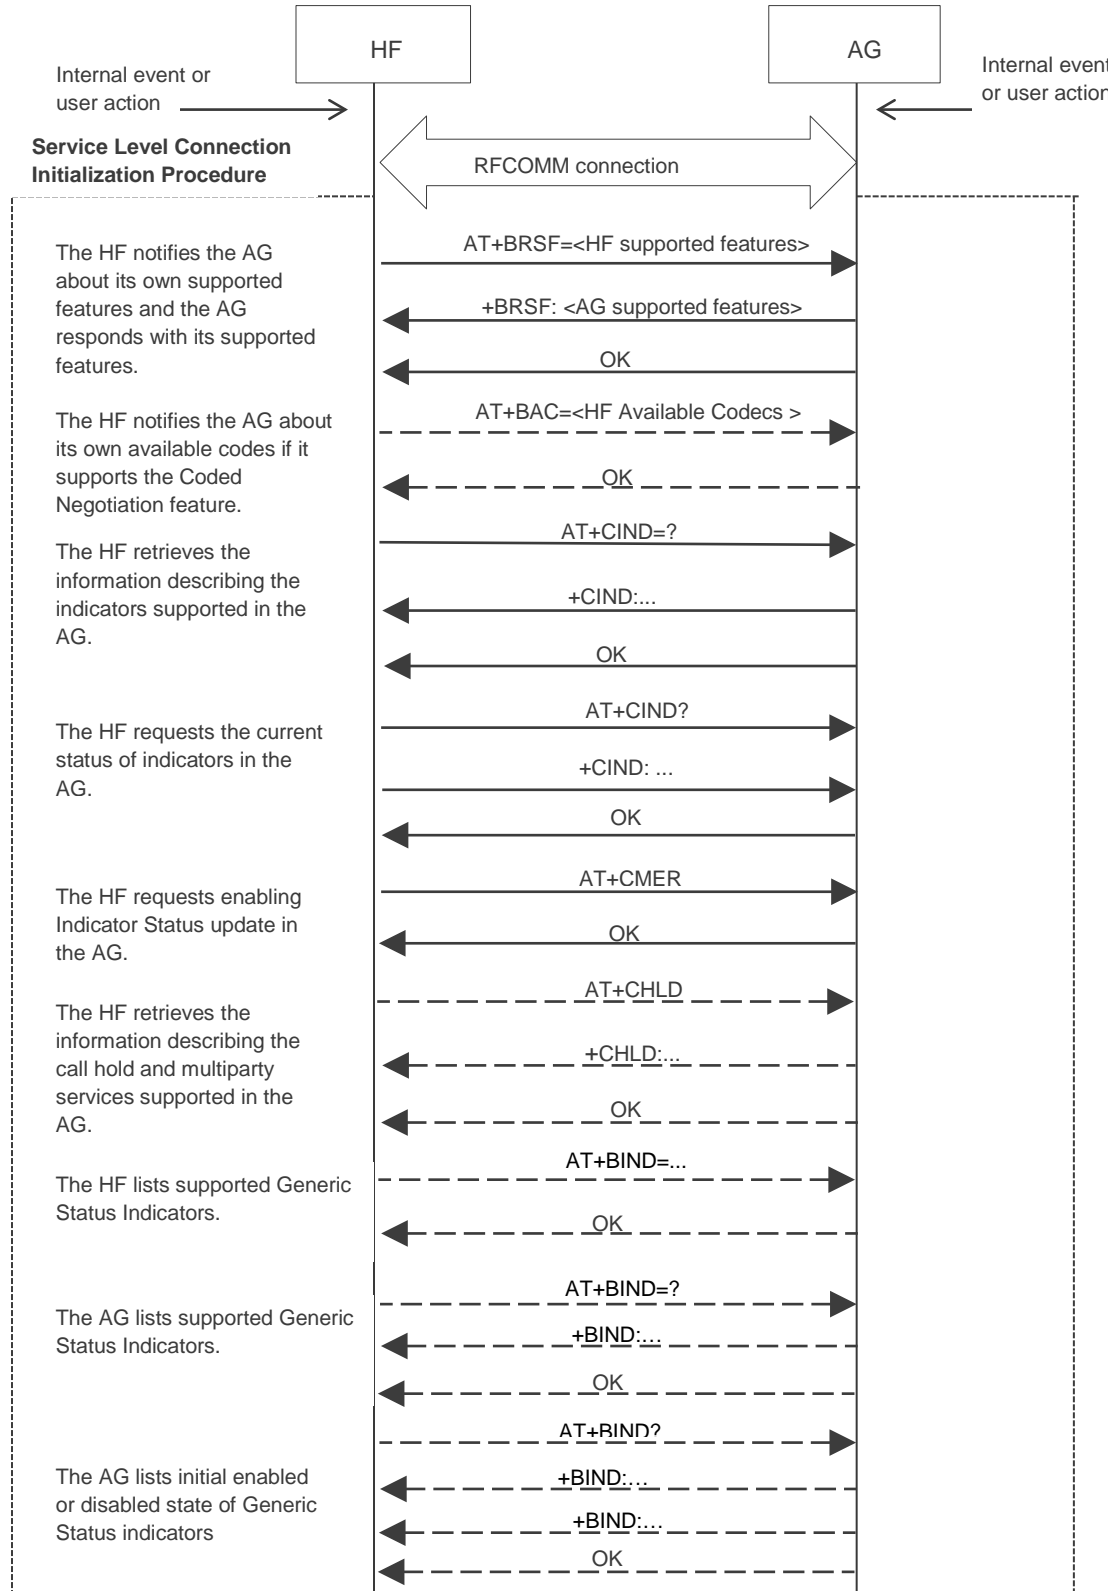 HF
AG
Internal event or
user action
Internal event
or user action
Service Level Connection
Initialization Procedure
RFCOMM connection
The HF notifies the AG
about its own supported
features and the AG
responds with its supported
features.
AT+BRSF=<HF supported features>
+BRSF: <AG supported features>
OK
The HF notifies the AG about
its own available codes if it
supports the Coded
Negotiation feature.
AT+BAC=<HF Available Codecs >
OK
The HF retrieves the
information describing the
indicators supported in the
AG.
AT+CIND=?
+CIND:...
OK
The HF requests the current
status of indicators in the
AG.
AT+CIND?
+CIND: ...
OK
The HF requests enabling
Indicator Status update in
the AG.
AT+CMER
OK
The HF retrieves the
information describing the
call hold and multiparty
services supported in the
AG.
AT+CHLD
+CHLD:...
OK
The HF lists supported Generic
Status Indicators.
AT+BIND=...
OK
The AG lists supported Generic
Status Indicators.
AT+BIND=?
+BIND:...
OK
The AG lists initial enabled
or disabled state of Generic
Status indicators
AT+BIND?
+BIND:...
+BIND:...
OK